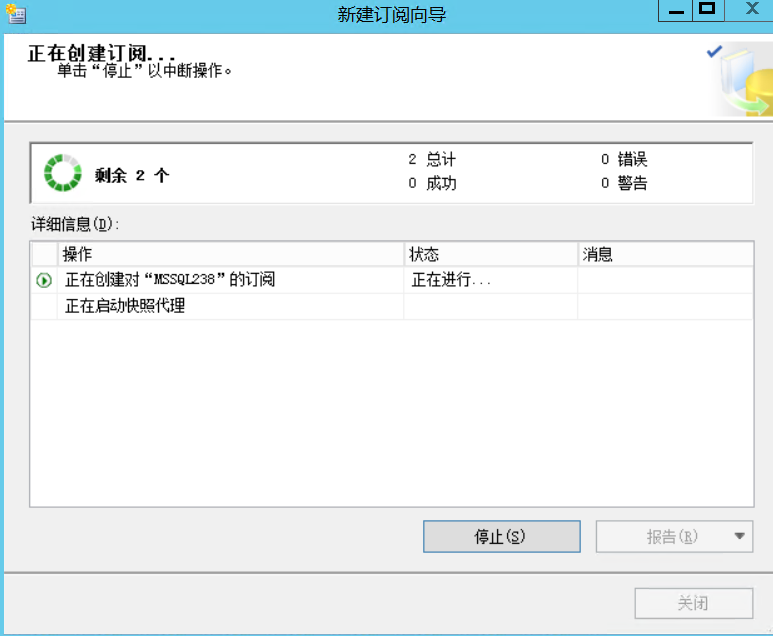 新建订阅向导
正在创建订阅...
单击“停止”以中断操作。
剩余 2 个
2 总计
0 错误
0 成功
0 警告
详细信息(D):
操作 状态 消息
正在创建对“MSSQL238”的订阅 正在进行...
正在启动快照代理
停止(S) 报告(R)
关闭